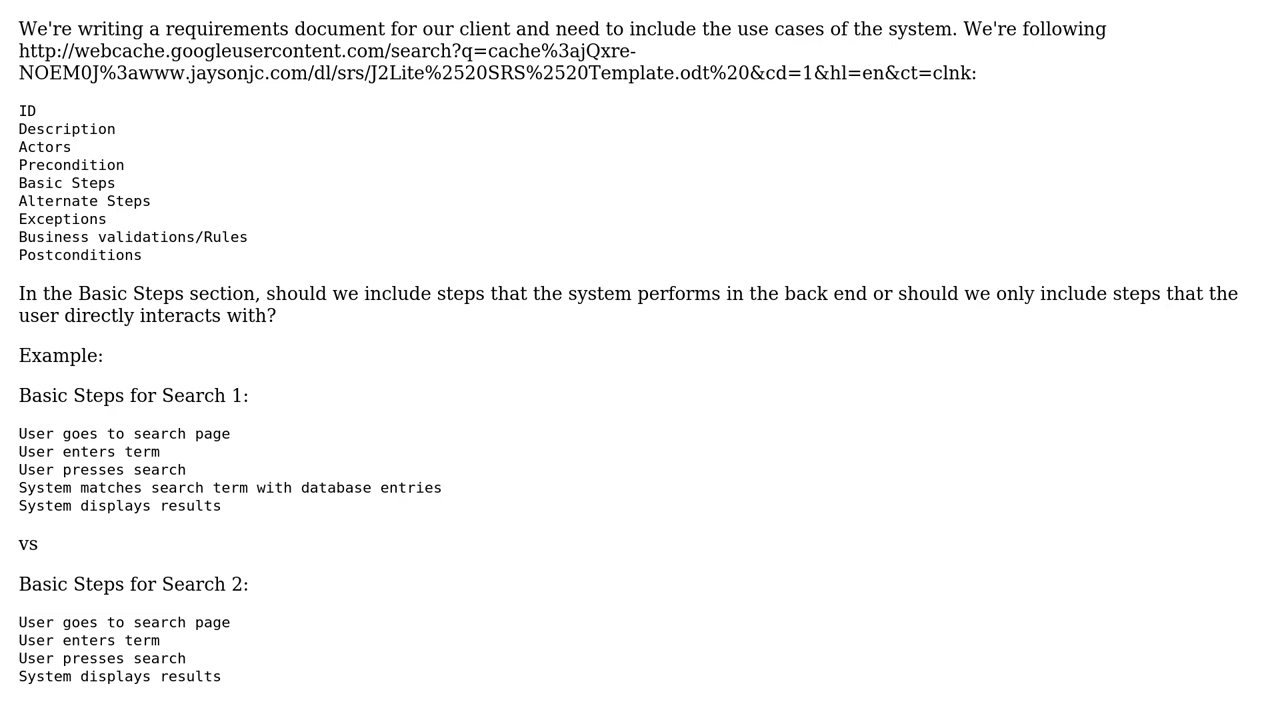 We're writing a requirements document for our client and need to include the use cases of the system. We're following
http://webcache.googleusercontent.com/search?q=cache%3ajQxre-
NOEM0J%3awww.jaysonjc.com/dl/srs/J2Lite%2520SRS%2520Template.odt%20&cd=1&hl=en&ct=clnk:
ID
Description
Actors
Precondition
Basic Steps
Alternate Steps
Exceptions
Business validations/Rules
Postconditions
In the Basic Steps section, should we include steps that the system performs in the back end or should we only include steps that the
user directly interacts with?
Example:
Basic Steps for Search 1:
User goes to search page
User enters term
User presses search
System matches search term with database entries
System displays results
vs
Basic Steps for Search 2:
User goes to search page
User enters term
User presses search
System displays results